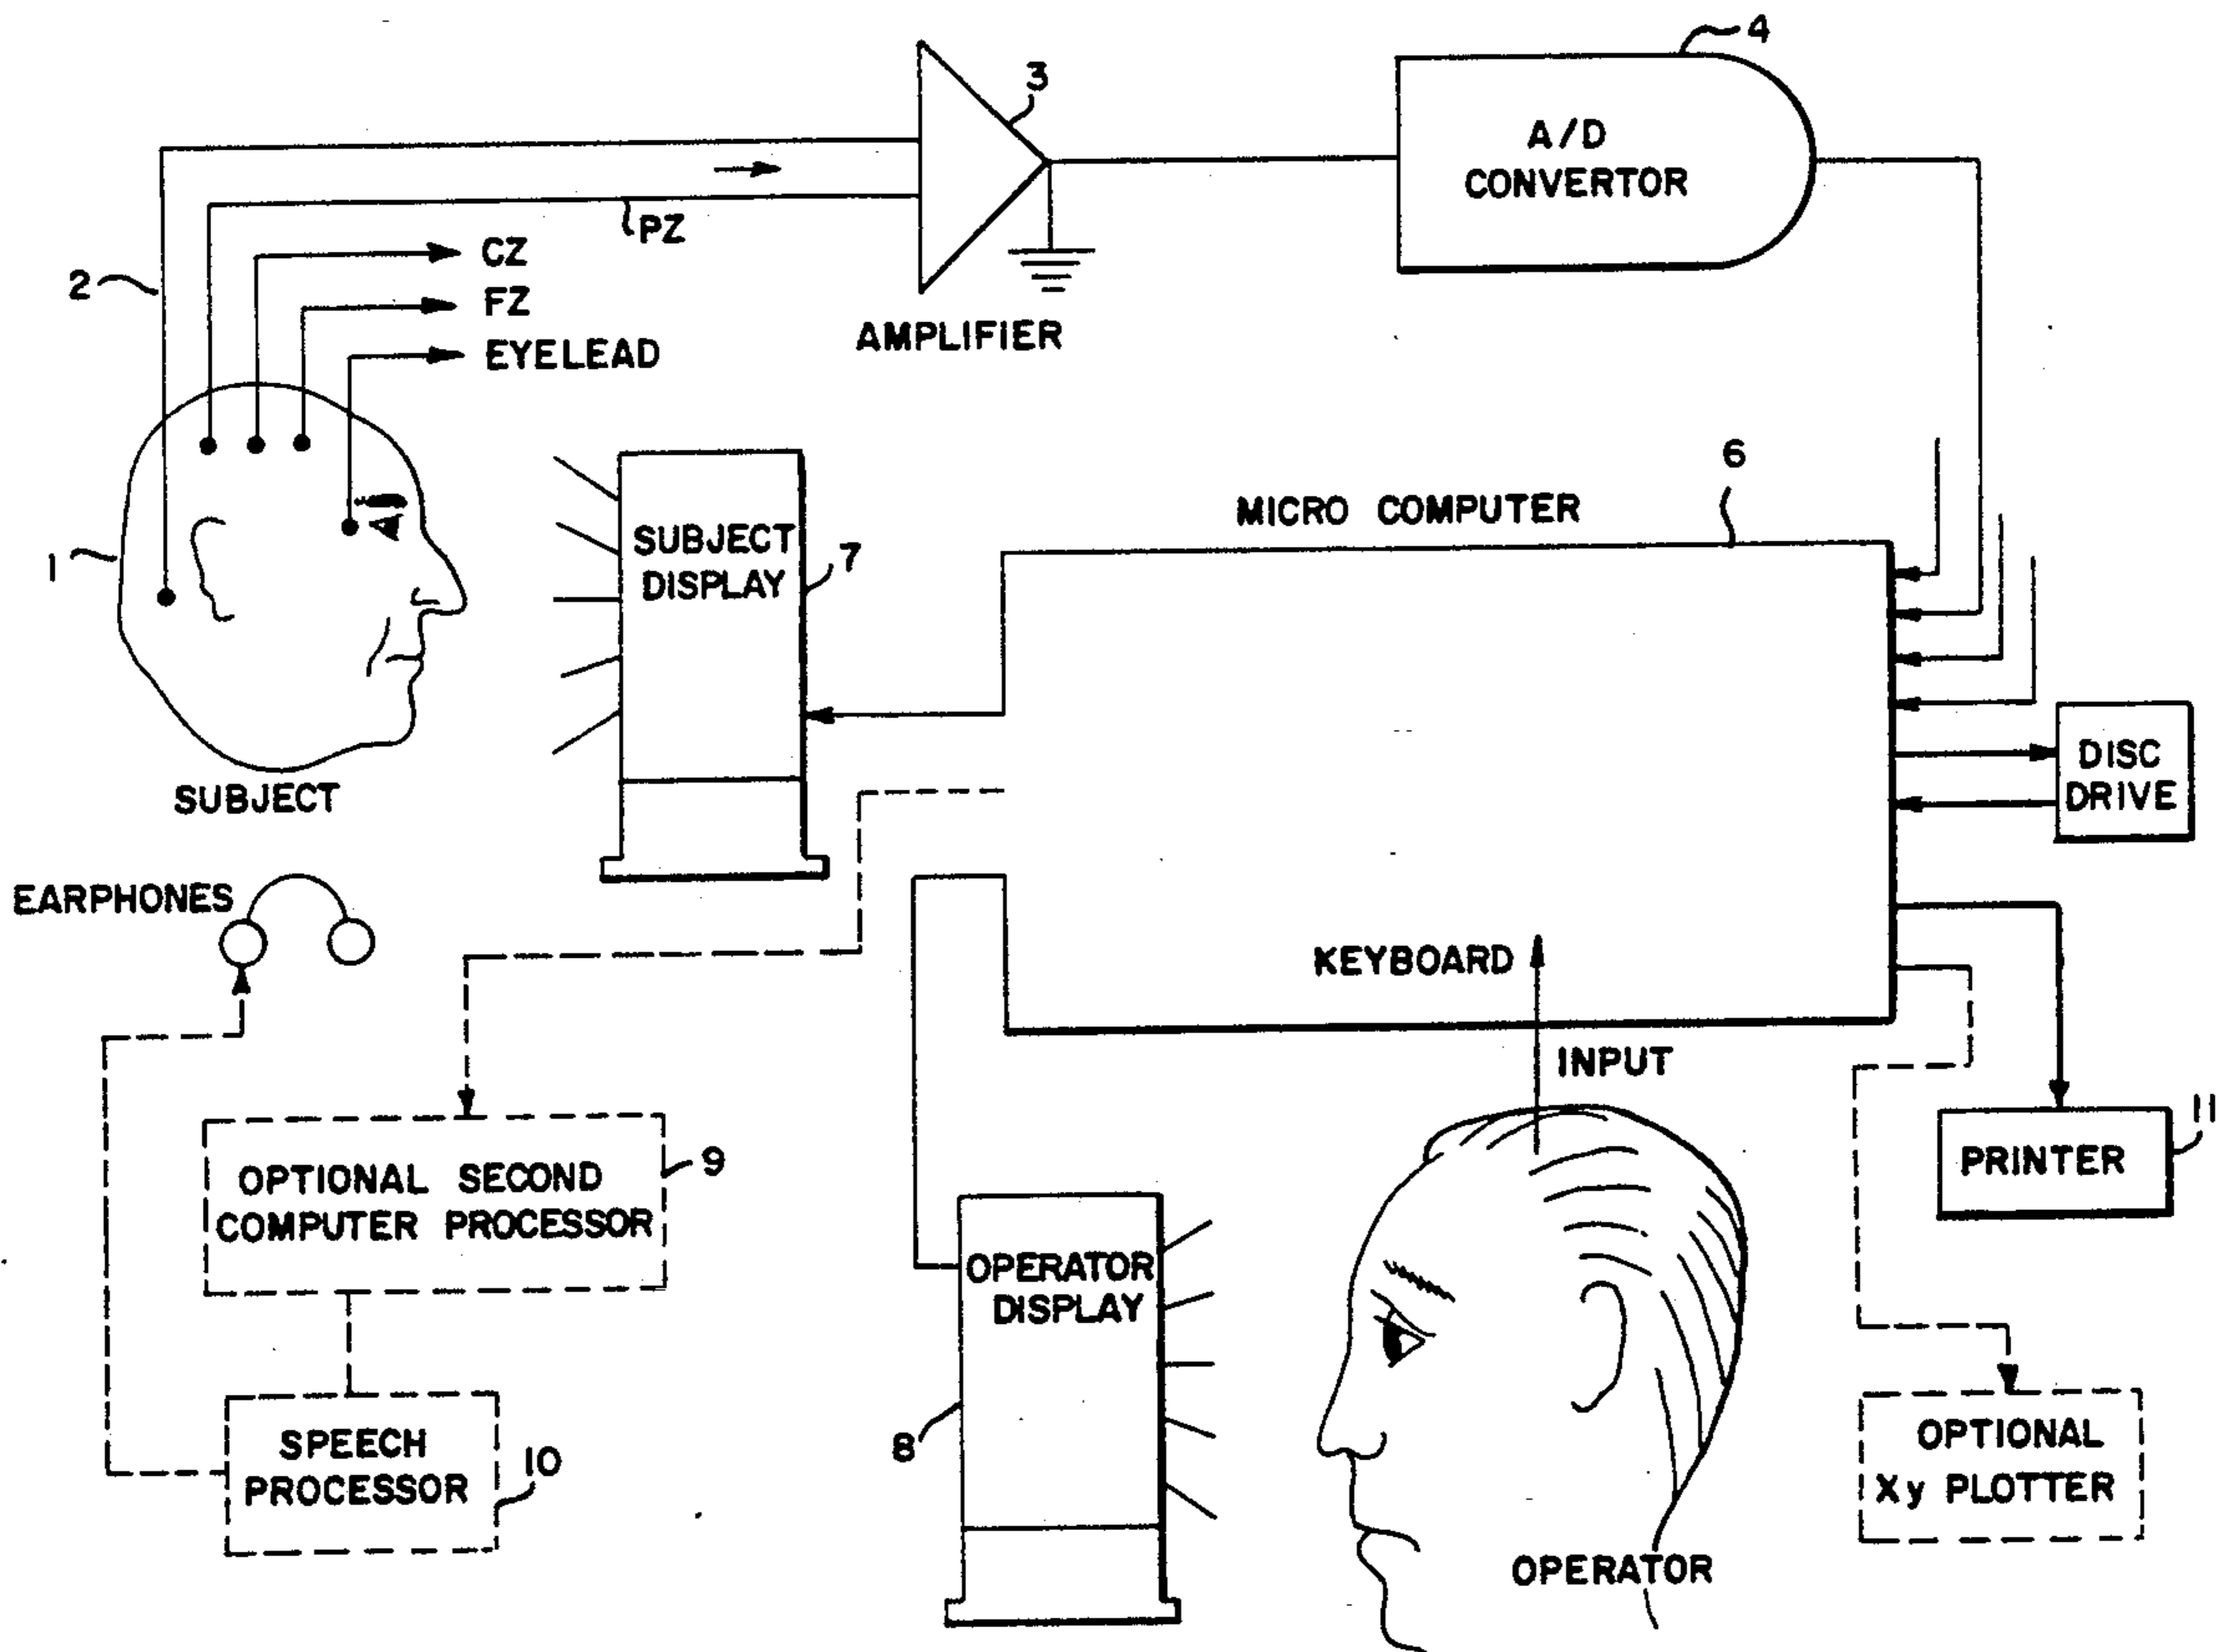 4
3
A/D
CONVERTOR
PZ
CZ
2
FZ
AMPLIFIER
EYELEAD
6
MICRO COMPUTER
SUBJECT
DISPLAY
7
1
DISC
DRIVE
SUBJECT
EARPHONES
KEYBOARD
INPUT
11
PRINTER
OPTIONAL SECOND
COMPUTER PROCESSOR
9
OPERATOR
DISPLAY
8
SPEECH
PROCESSOR
10
OPTIONAL
Xy PLOTTER
OPERATOR